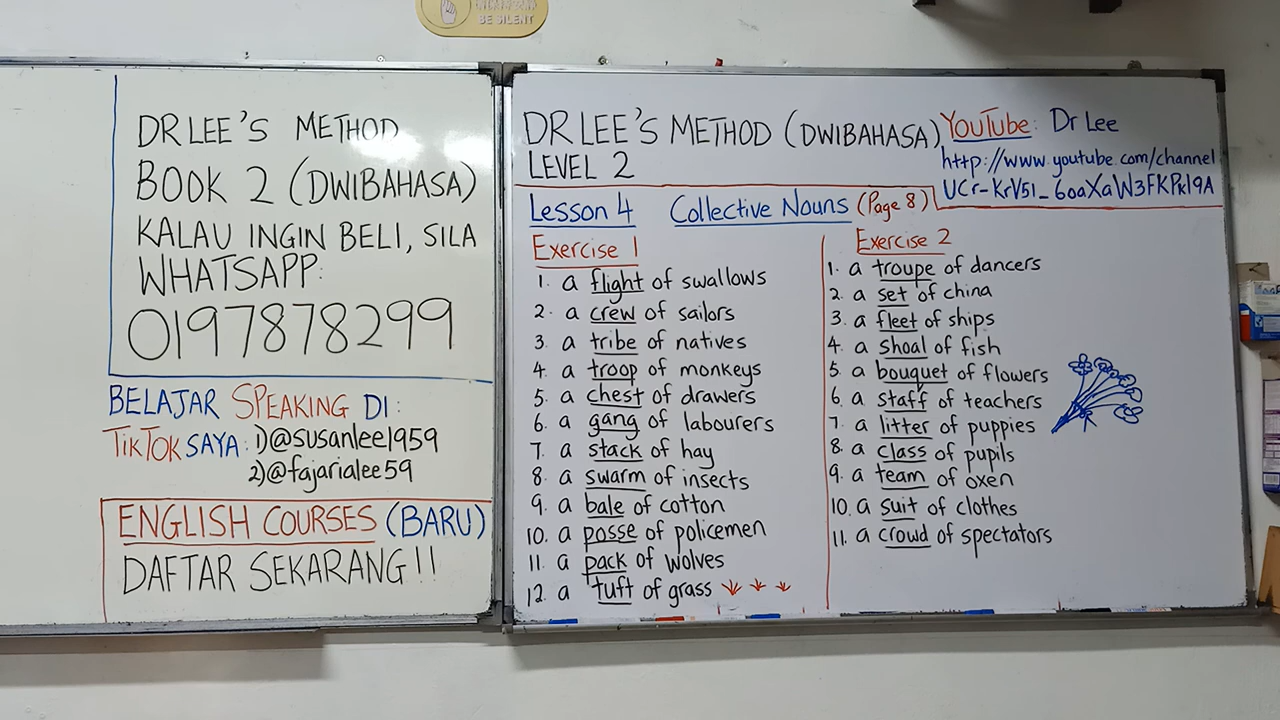 BE SILENT
DR LEE'S METHOD
BOOK 2 (DWIBAHASA)
KALAU INGIN BELI, SILA
WHATSAPP:
0197878299
BELAJAR SPEAKING DI:
TIKTOK SAYA: 1)@susanlee1959
2)@fajarialee59
ENGLISH COURSES (BARU)
DAFTAR SEKARANG!!
DR LEE'S METHOD (DWIBAHASA)
LEVEL 2
YOUTUBE: Dr Lee
http://www.youtube.com/channel
UCr-KrV51_6oaXaW3FKPkl9A
Lesson 4 Collective Nouns (Page 8)
Exercise 1
1. a flight of swallows
2. a crew of sailors
3. a tribe of natives
4. a troop of monkeys
5. a chest of drawers
6. a gang of labourers
7. a stack of hay
8. a swarm of insects
9. a bale of cotton
10. a posse of policemen
11. a pack of wolves
12. a tuft of grass
Exercise 2
1. a troupe of dancers
2. a set of china
3. a fleet of ships
4. a shoal of fish
5. a bouquet of flowers
6. a staff of teachers
7. a litter of puppies
8. a class of pupils
9. a team of oxen
10. a suit of clothes
11. a crowd of spectators